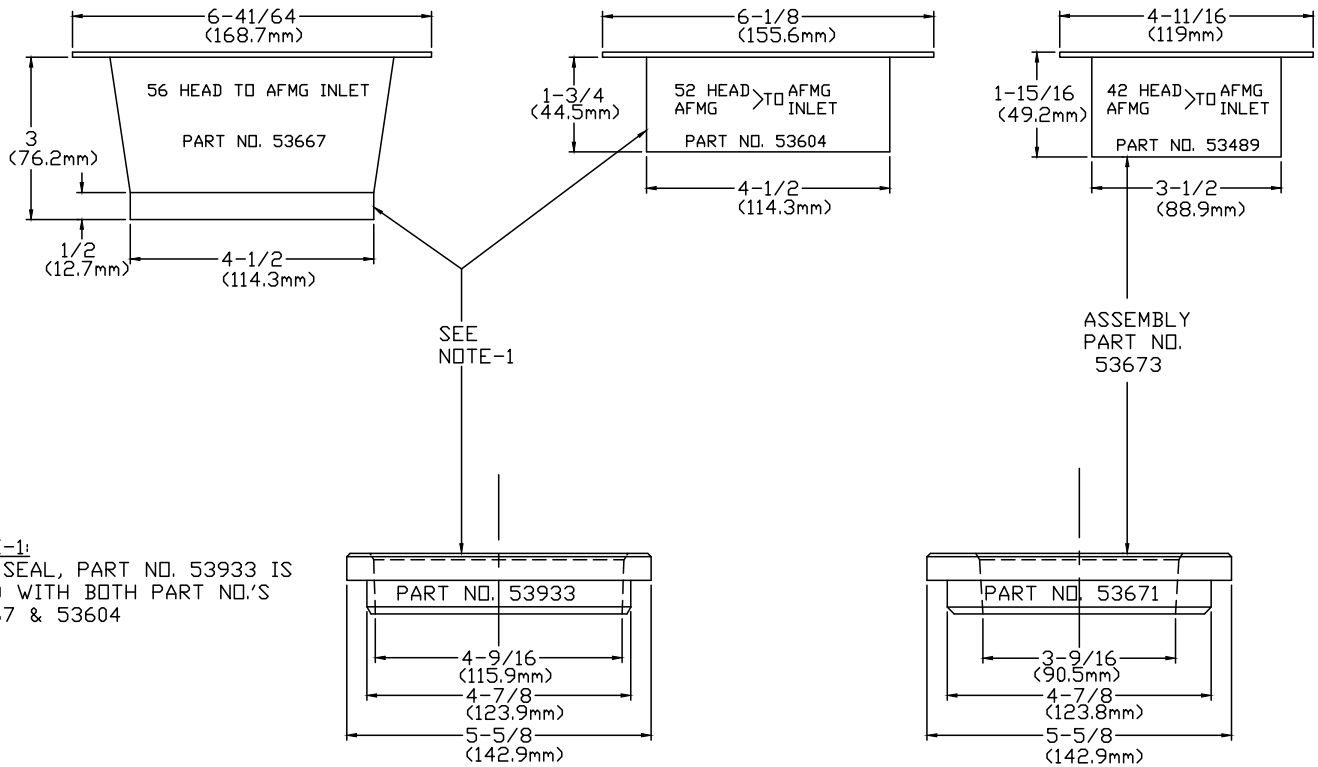 6-41/64
(168.7mm)
56 HEAD TO AFMG INLET
PART NO. 53667
3
(76.2mm)
1/2
(12.7mm)
4-1/2
(114.3mm)
6-1/8
(155.6mm)
1-3/4
(44.5mm)
52 HEAD > TO AFMG
AFMG INLET
PART NO. 53604
4-1/2
(114.3mm)
4-11/16
(119mm)
1-15/16
(49.2mm)
42 HEAD > TO AFMG
AFMG INLET
PART NO. 53489
3-1/2
(88.9mm)
SEE
NOTE-1
ASSEMBLY
PART NO.
53673
E-1:
SEAL, PART NO. 53933 IS
WITH BOTH PART NO.'S
7 & 53604
PART NO. 53933
4-9/16
(115.9mm)
4-7/8
(123.9mm)
5-5/8
(142.9mm)
PART NO. 53671
3-9/16
(90.5mm)
4-7/8
(123.8mm)
5-5/8
(142.9mm)